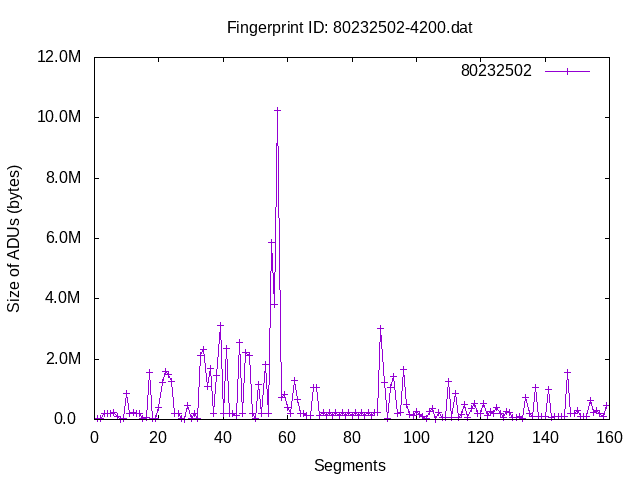 Fingerprint ID: 80232502-4200.dat
80232502
12.0M
10.0M
8.0M
6.0M
4.0M
2.0M
0.0
Size of ADUs (bytes)
0 20 40 60 80 100 120 140 160
Segments